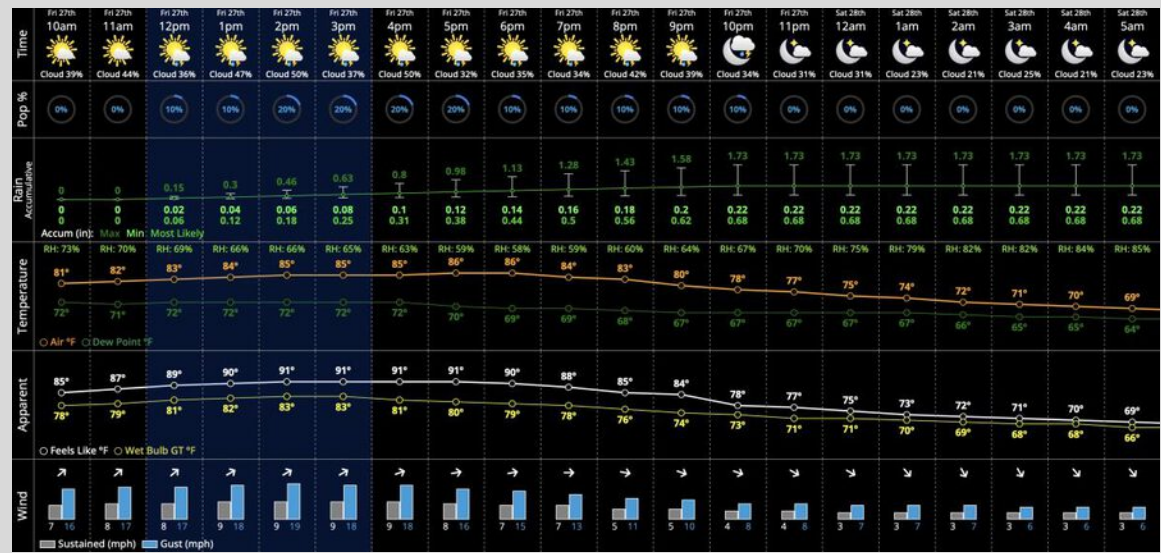 Time
Fri 27th Fri 27th Fri 27th Fri 27th Fri 27th Fri 27th Fri 27th Fri 27th Fri 27th Fri 27th Fri 27th Fri 27th Fri 27th Fri 27th Sat 28th Sat 28th Sat 28th Sat 28th Sat 28th Sat 28th
10am 11am 12pm 1pm 2pm 3pm 4pm 5pm 6pm 7pm 8pm 9pm 10pm 11pm 12am 1am 2am 3am 4am 5am
Cloud 39% Cloud 44% Cloud 36% Cloud 47% Cloud 50% Cloud 37% Cloud 50% Cloud 32% Cloud 35% Cloud 34% Cloud 42% Cloud 39% Cloud 34% Cloud 31% Cloud 31% Cloud 23% Cloud 21% Cloud 25% Cloud 21% Cloud 23%
Pop %
0% 0% 10% 10% 20% 20% 20% 20% 10% 10% 10% 10% 10% 0% 0% 0% 0% 0% 0% 0%
Rain
Accumulative
0 0 0.15 0.3 0.46 0.63 0.8 0.98 1.13 1.28 1.43 1.58 1.73 1.73 1.73 1.73 1.73 1.73 1.73 1.73
0 0 0.02 0.04 0.06 0.08 0.1 0.12 0.14 0.16 0.18 0.2 0.22 0.22 0.22 0.22 0.22 0.22 0.22 0.22
0 0 0.06 0.12 0.18 0.25 0.31 0.38 0.44 0.5 0.56 0.62 0.68 0.68 0.68 0.68 0.68 0.68 0.68 0.68
Accum (in): Max Min: Most Likely
Temperature
RH: 73% RH: 70% RH: 69% RH: 66% RH: 66% RH: 65% RH: 63% RH: 59% RH: 58% RH: 59% RH: 60% RH: 64% RH: 67% RH: 70% RH: 75% RH: 79% RH: 82% RH: 82% RH: 84% RH: 85%
81° 82° 83° 84° 85° 85° 85° 86° 86° 84° 83° 80° 78° 77° 75° 74° 72° 71° 70° 69°
72° 71° 72° 72° 72° 72° 72° 70° 69° 69° 68° 67° 67° 67° 67° 67° 66° 65° 65° 64°
Air °F Dew Point °F
Apparent
85° 87° 89° 90° 91° 91° 91° 91° 90° 88° 85° 84° 78° 77° 75° 73° 72° 71° 70° 69°
78° 79° 81° 82° 83° 83° 81° 80° 79° 78° 76° 74° 73° 71° 71° 70° 69° 68° 68° 66°
Feels Like °F Wet Bulb GT °F
Wind
7 16 8 17 8 17 9 18 9 19 9 18 9 18 8 16 7 15 7 13 5 11 5 10 4 8 4 8 3 7 3 7 3 7 3 6 3 6 3 6
Sustained (mph) Gust (mph)